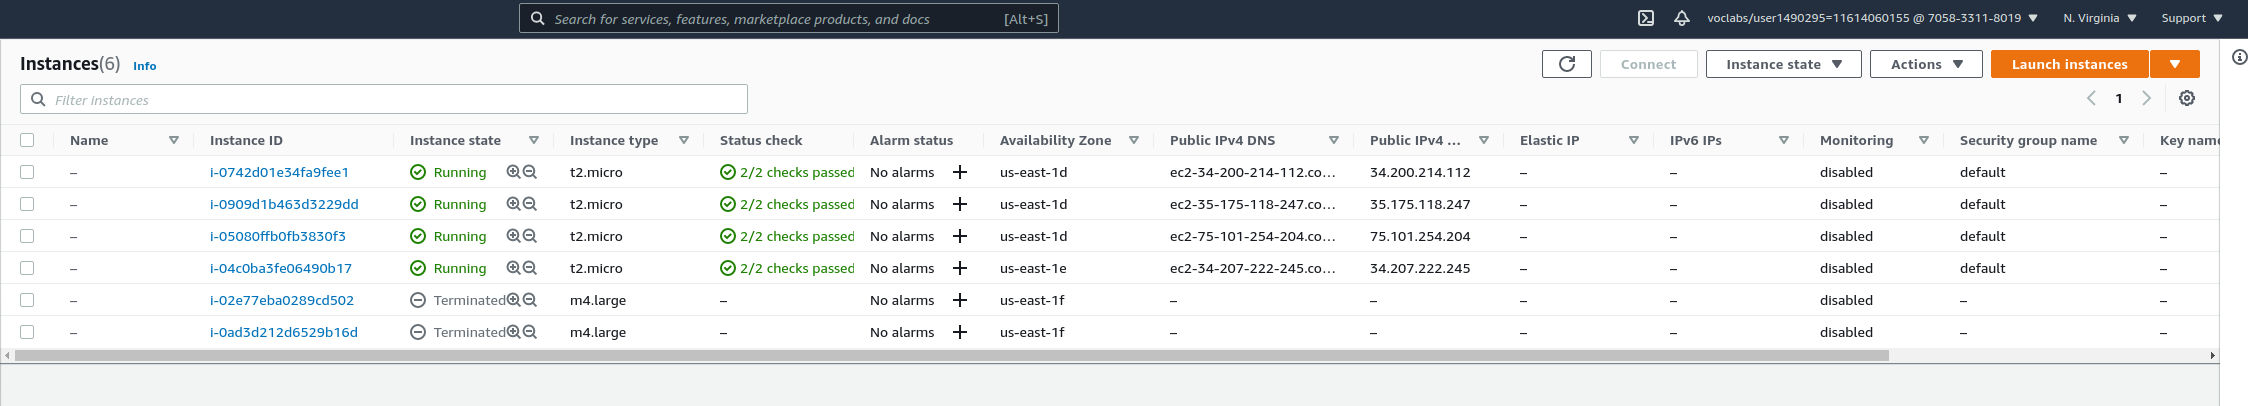 Search for services, features, marketplace products, and docs [Alt+S] voclabs/user1490295=11614060155 @ 7058-3311-8019 N. Virginia Support
Instances (6) Info Connect Instance state Actions Launch instances
Filter instances 1
Name Instance ID Instance state Instance type Status check Alarm status Availability Zone Public IPv4 DNS Public IPv4 ... Elastic IP IPv6 IPs Monitoring Security group name Key name
– i-0742d01e34fa9fee1 Running t2.micro 2/2 checks passed No alarms + us-east-1d ec2-34-200-214-112.co... 34.200.214.112 – – disabled default –
– i-0909d1b463d3229dd Running t2.micro 2/2 checks passed No alarms + us-east-1d ec2-35-175-118-247.co... 35.175.118.247 – – disabled default –
– i-05080ffb0fb3830f3 Running t2.micro 2/2 checks passed No alarms + us-east-1d ec2-75-101-254-204.co... 75.101.254.204 – – disabled default –
– i-04c0ba3fe06490b17 Running t2.micro 2/2 checks passed No alarms + us-east-1e ec2-34-207-222-245.co... 34.207.222.245 – – disabled default –
– i-02e77eba0289cd502 Terminated m4.large – No alarms + us-east-1f – – – – disabled – –
– i-0ad3d212d6529b16d Terminated m4.large – No alarms + us-east-1f – – – – disabled – –